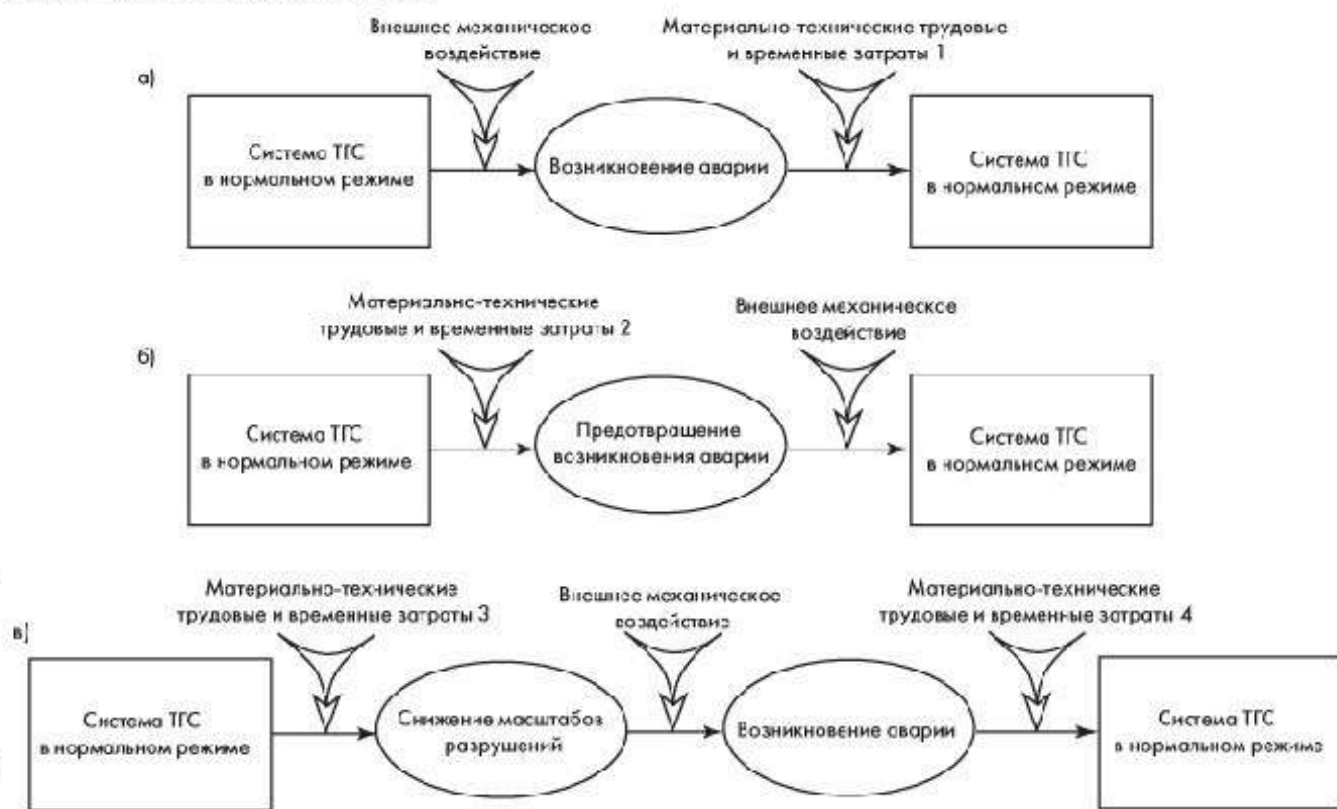 Внешнее механическое
воздействие
Материально-технические трудовые
и временные затраты 1
а)
Система ТГС
в нормальном режиме
Возникновение аварии
Система ТГС
в нормальном режиме
Материально-технические
трудовые и временные затраты 2
Внешнее механическое
воздействие
б)
Система ТГС
в нормальном режиме
Предотвращение
возникновения аварии
Система ТГС
в нормальном режиме
Материально-технические
трудовые и временные затраты 3
Внешнее механическое
воздействие
Материально-технические
трудовые и временные затраты 4
в)
Система ТГС
в нормальном режиме
Снижение масштабов
разрушений
Возникновение аварии
Система ТГС
в нормальном режиме